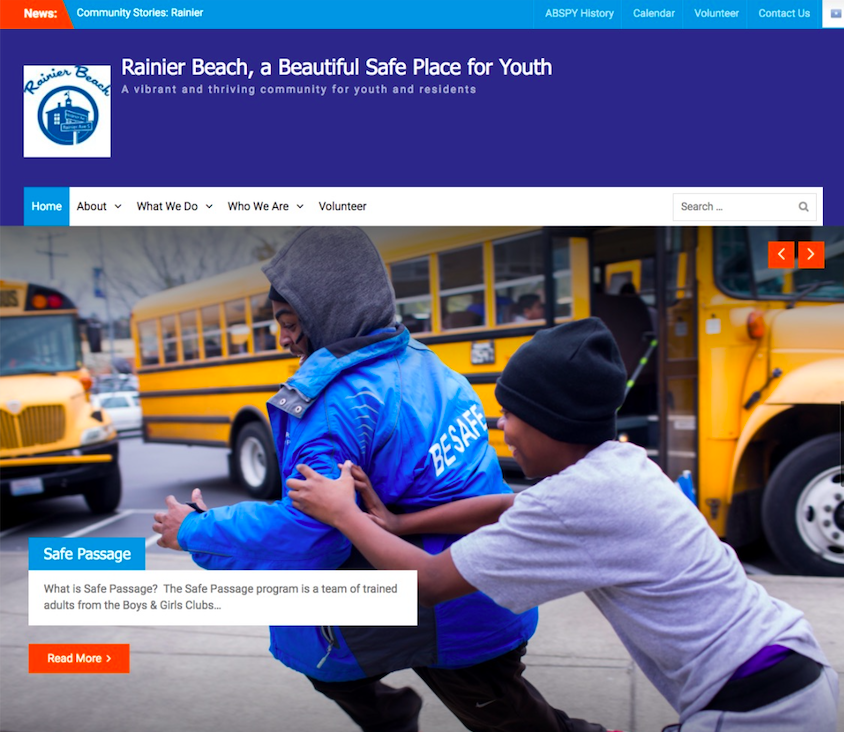 News:
Community Stories: Rainier
ABSPY History
Calendar
Volunteer
Contact Us
Rainier Beach
Rainier Beach, a Beautiful Safe Place for Youth
A vibrant and thriving community for youth and residents
Home
About
What We Do
Who We Are
Volunteer
Search ...
BUS
BE SAFE
Safe Passage
What is Safe Passage?  The Safe Passage program is a team of trained
adults from the Boys & Girls Clubs...
Read More